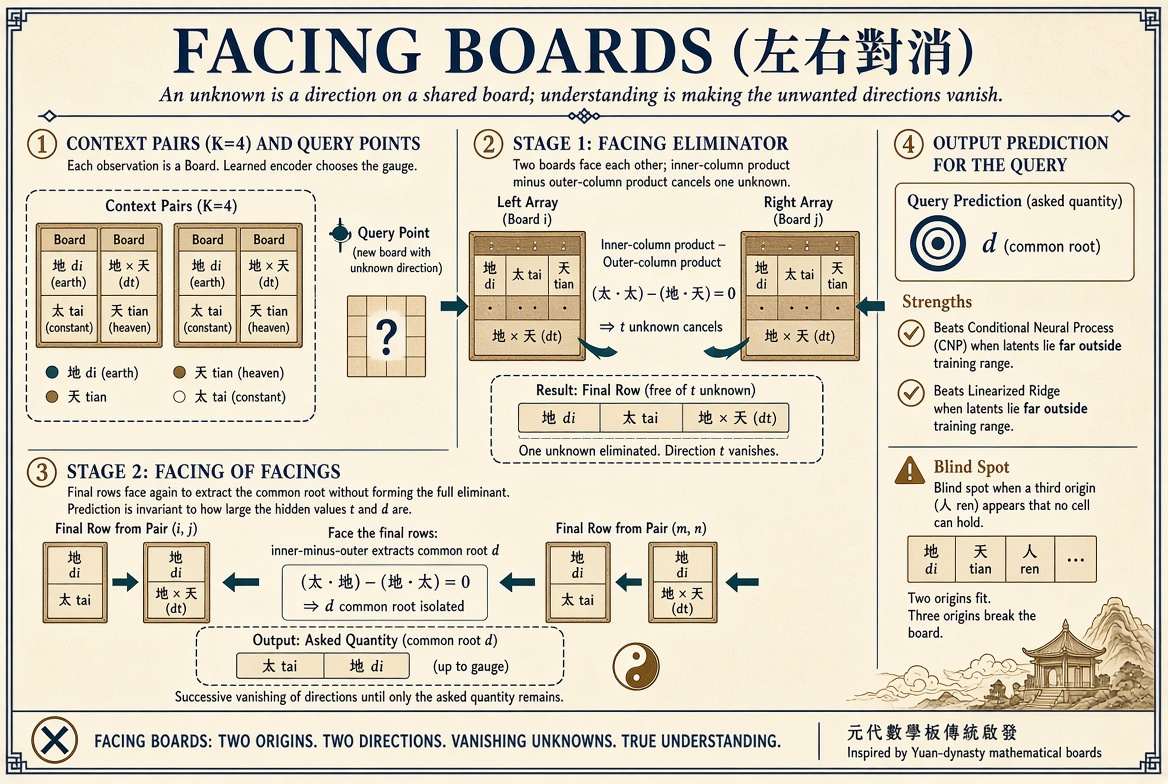 FACING BOARDS (左右對消)
An unknown is a direction on a shared board; understanding is making the unwanted directions vanish.
1 CONTEXT PAIRS (K=4) AND QUERY POINTS
Each observation is a Board. Learned encoder chooses the gauge.
Context Pairs (K=4)
Board
Board
地 di
(earth)
地 × 天
(dt)
太 tai
(constant)
天 tian
(heaven)
Board
Board
地 di
(earth)
地 × 天
(dt)
太 tai
(constant)
天 tian
(heaven)
地 di (earth)
天 tian (heaven)
天 tian
太 tai (constant)
Query Point
(new board with
unknown direction)
?
2 STAGE 1: FACING ELIMINATOR
Two boards face each other; inner-column product
minus outer-column product cancels one unknown.
Left Array
(Board i)
地
di
太 tai
天
tian
地 × 天 (dt)
Inner-column product –
Outer-column product
(太 · 太) – (地 · 天) = 0
⇒ t unknown cancels
Right Array
(Board j)
地
di
太 tai
天
tian
地 × 天 (dt)
Result: Final Row (free of t unknown)
地 di
太 tai
地 × 天 (dt)
One unknown eliminated. Direction t vanishes.
3 STAGE 2: FACING OF FACINGS
Final rows face again to extract the common root without forming the full eliminant.
Prediction is invariant to how large the hidden values t and d are.
Final Row from Pair (i, j)
地
di
太 tai
地
di
地 × 天
(dt)
Face the final rows:
inner-minus-outer extracts common root d
(太 · 地) – (地 · 太) = 0
⇒ d common root isolated
Final Row from Pair (m, n)
地
di
太 tai
地
di
地 × 天
(dt)
Output: Asked Quantity (common root d)
太 tai
地 di
(up to gauge)
Successive vanishing of directions until only the asked quantity remains.
4 OUTPUT PREDICTION
FOR THE QUERY
Query Prediction (asked quantity)
d (common root)
Strengths
Beats Conditional Neural Process
(CNP) when latents lie far outside
training range.
Beats Linearized Ridge
when latents lie far outside
training range.
Blind Spot
Blind spot when a third origin
(人 ren) appears that no cell
can hold.
地
di
天
tian
人
ren
...
Two origins fit.
Three origins break the
board.
FACING BOARDS: TWO ORIGINS. TWO DIRECTIONS. VANISHING UNKNOWNS. TRUE UNDERSTANDING.
元代數學板傳統啟發
Inspired by Yuan-dynasty mathematical boards